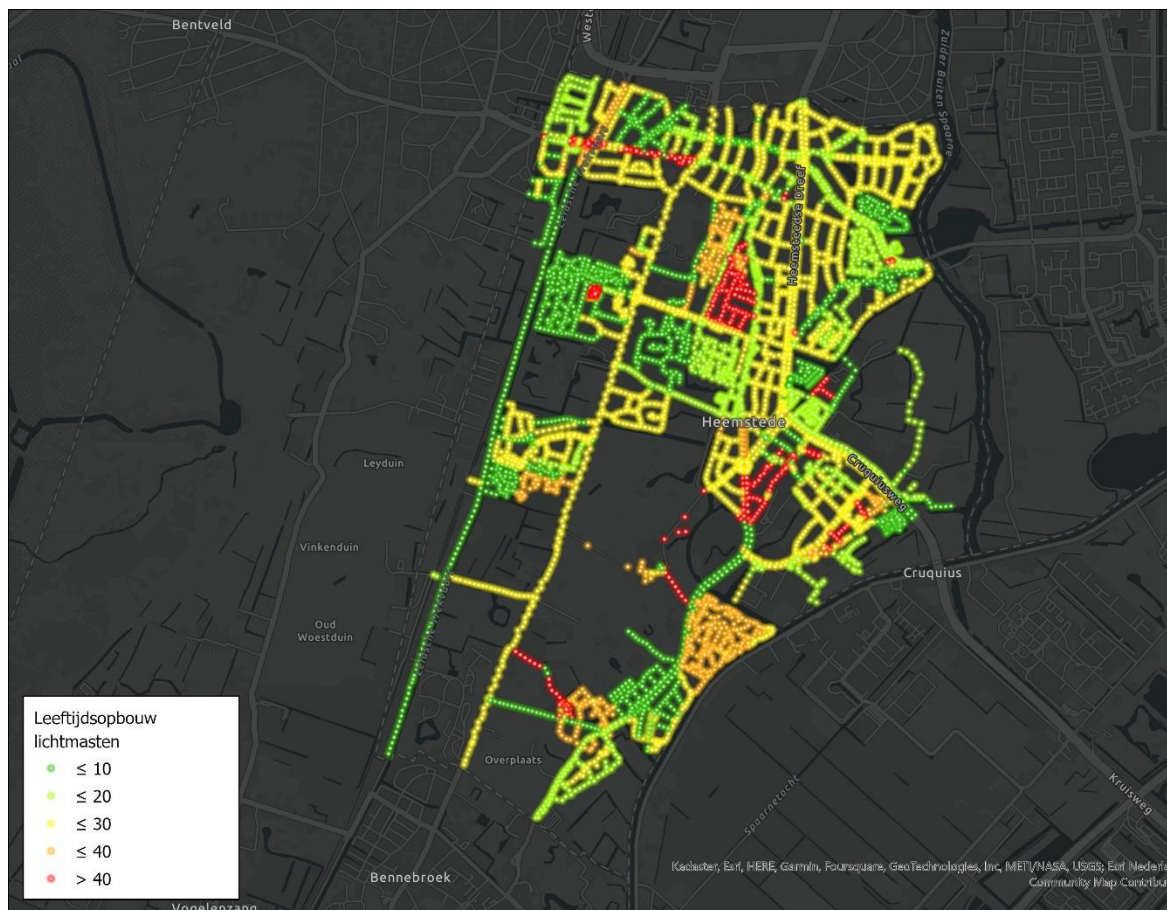 Bentveld
Zuider Buiten Spaarne
Heemsteedse Dreef
Heemstede
Leyduin
Cruquiusweg
Vinkenduin
Cruquius
Oud
Woestduin
Leeftijdsopbouw
lichtmasten
≤ 10
≤ 20
≤ 30
≤ 40
> 40
Overplaats
Spaarnetocht
Kruisweg
Kadaster, Esri, HERE, Garmin, Foursquare, GeoTechnologies, Inc, METI/NASA, USGS; Esri Nederla
Community Map Contribu
Bennebroek
Vogelenzang